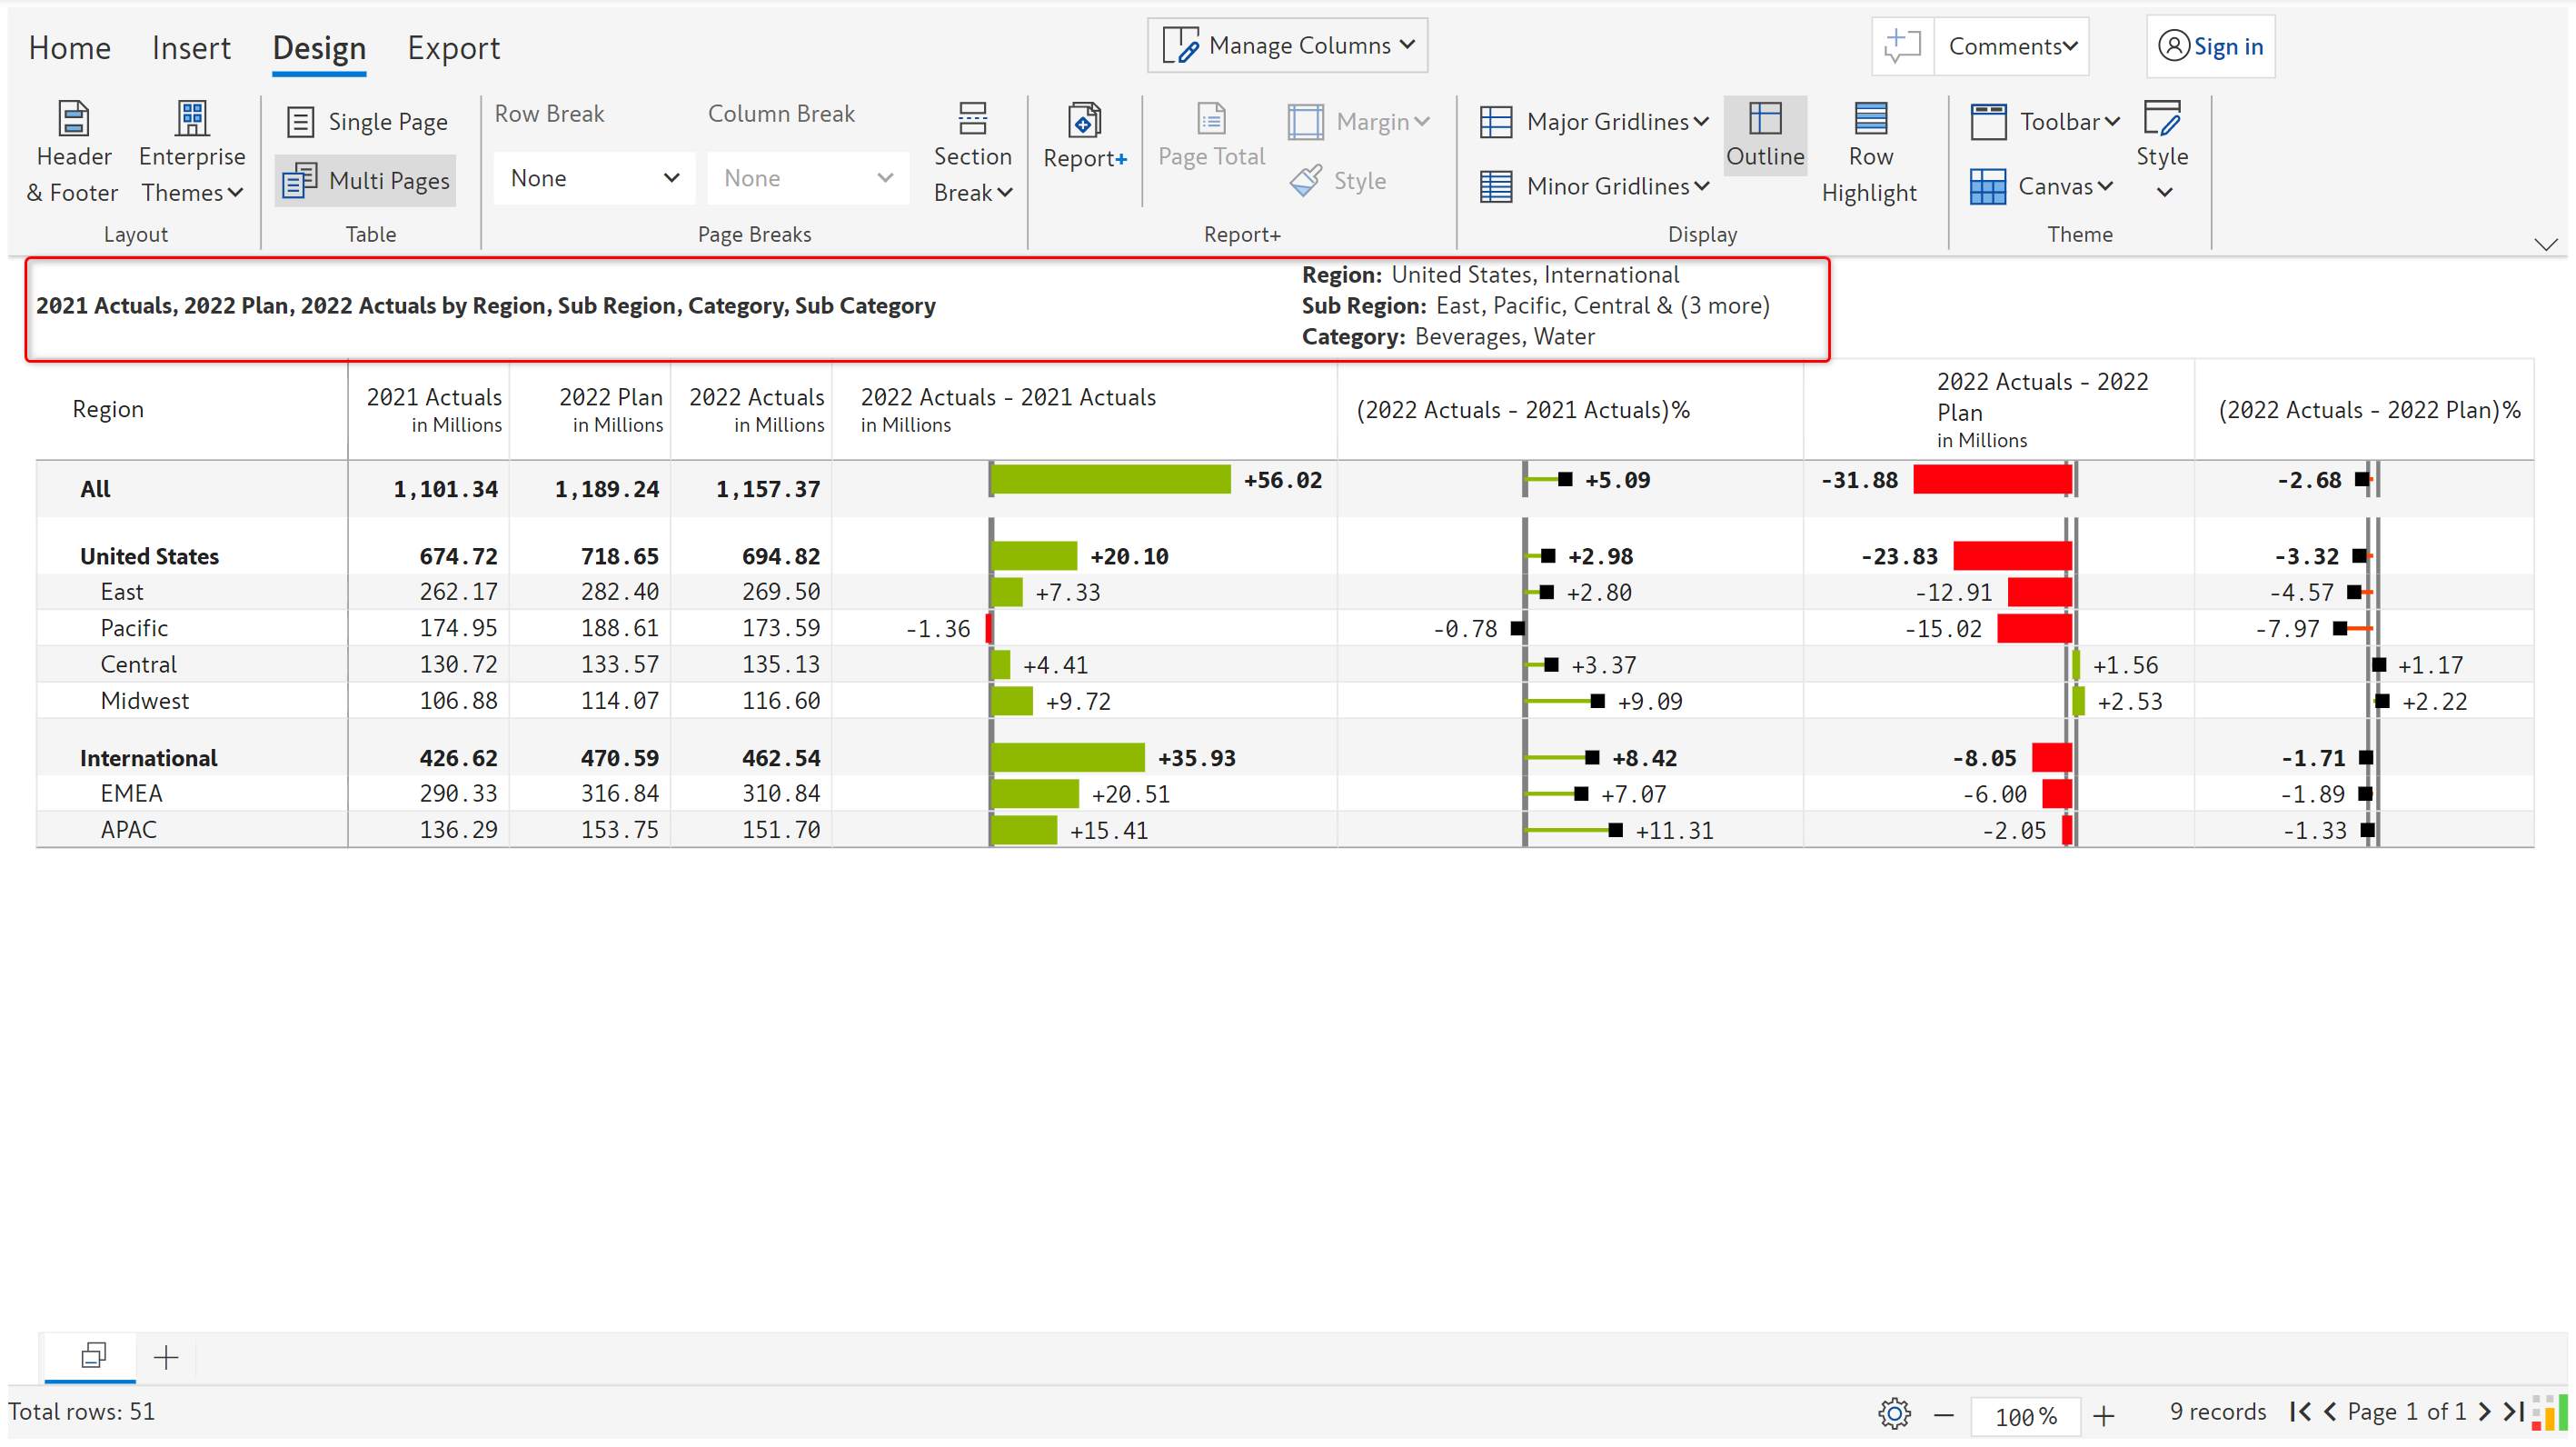 Home Insert Design Export Manage Columns Comments Sign in
Header & Footer
Enterprise Themes
Layout
Single Page
Multi Pages
Table
Row Break Column Break
None None
Section Break
Page Breaks
Report+
Page Total
Margin
Style
Report+
Major Gridlines
Minor Gridlines
Outline
Row Highlight
Display
Toolbar
Canvas
Style
Theme
2021 Actuals, 2022 Plan, 2022 Actuals by Region, Sub Region, Category, Sub Category
Region: United States, International
Sub Region: East, Pacific, Central & (3 more)
Category: Beverages, Water
Region
2021 Actuals
in Millions
2022 Plan
in Millions
2022 Actuals
in Millions
2022 Actuals - 2021 Actuals
in Millions
(2022 Actuals - 2021 Actuals)%
2022 Actuals - 2022
Plan
in Millions
(2022 Actuals - 2022 Plan)%
All 1,101.34 1,189.24 1,157.37 +56.02 +5.09 -31.88 -2.68
United States 674.72 718.65 694.82 +20.10 +2.98 -23.83 -3.32
East 262.17 282.40 269.50 +7.33 +2.80 -12.91 -4.57
Pacific 174.95 188.61 173.59 -1.36 -0.78 -15.02 -7.97
Central 130.72 133.57 135.13 +4.41 +3.37 +1.56 +1.17
Midwest 106.88 114.07 116.60 +9.72 +9.09 +2.53 +2.22
International 426.62 470.59 462.54 +35.93 +8.42 -8.05 -1.71
EMEA 290.33 316.84 310.84 +20.51 +7.07 -6.00 -1.89
APAC 136.29 153.75 151.70 +15.41 +11.31 -2.05 -1.33
Total rows: 51 100% 9 records Page 1 of 1